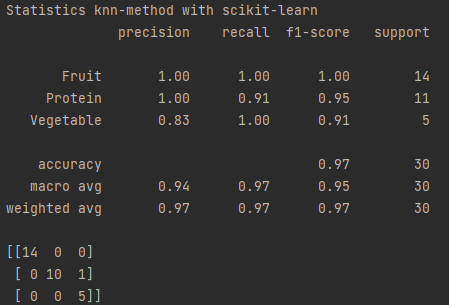 Statistics knn-method with scikit-learn
              precision    recall  f1-score   support

       Fruit       1.00      1.00      1.00        14
     Protein       1.00      0.91      0.95        11
   Vegetable       0.83      1.00      0.91         5

    accuracy                           0.97        30
   macro avg       0.94      0.97      0.95        30
weighted avg       0.97      0.97      0.97        30

[[14  0  0]
 [ 0 10  1]
 [ 0  0  5]]